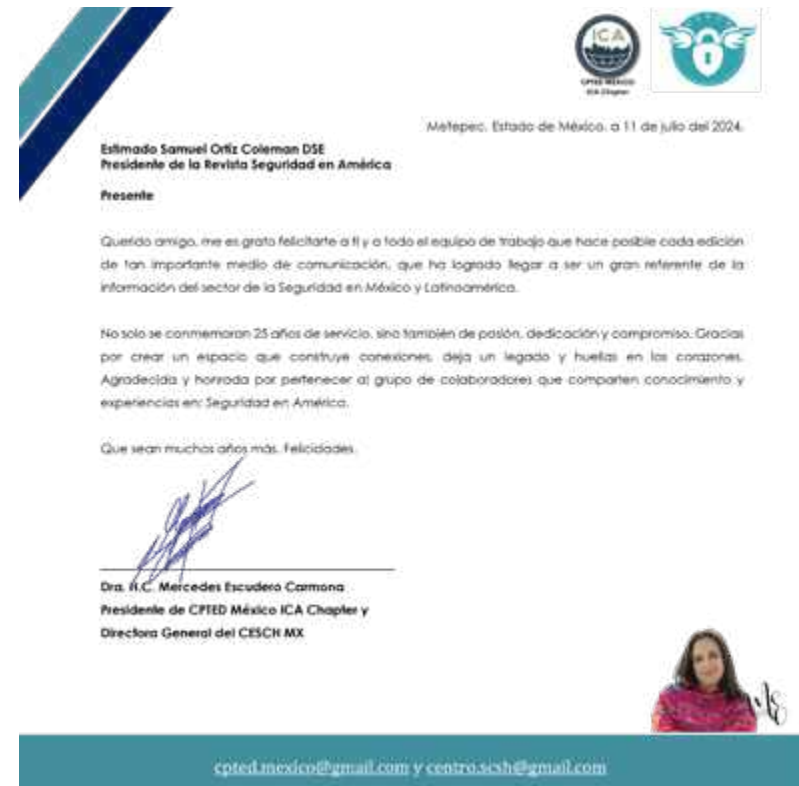 ICA
CPTED MÉXICO
ICA Chapter
Metepec, Estado de México, a 11 de julio del 2024.
Estimado Samuel Ortiz Coleman DSE
Presidente de la Revista Seguridad en América
Presente
Querido amigo, me es grato felicitarte a ti y a todo el equipo de trabajo que hace posible cada edición
de tan importante medio de comunicación, que ha logrado llegar a ser un gran referente de la
información del sector de la Seguridad en México y Latinoamérica.
No solo se conmemoran 25 años de servicio, sino también de pasión, dedicación y compromiso. Gracias
por crear un espacio que construye conexiones, deja un legado y huellas en los corazones.
Agradecida y honrada por pertenecer al grupo de colaboradores que comparten conocimiento y
experiencias en: Seguridad en América.
Que sean muchos años más. Felicidades.
Dra. H.C. Mercedes Escudero Carmona
Presidente de CPTED México ICA Chapter y
Directora General del CESCH MX
ME
cpted.mexico@gmail.com y centro.scsh@gmail.com